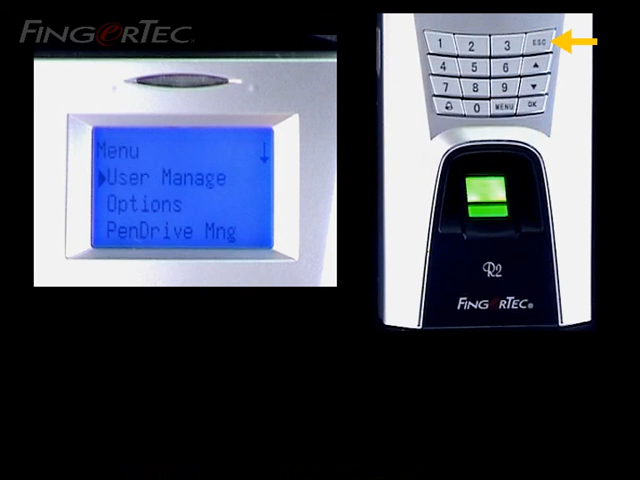 FINGERTEC
Menu
User Manage
Options
PenDrive Mng
1 2 3 ESC
4 5 6
7 8 9
0 MENU OK
R2
FINGERTEC®